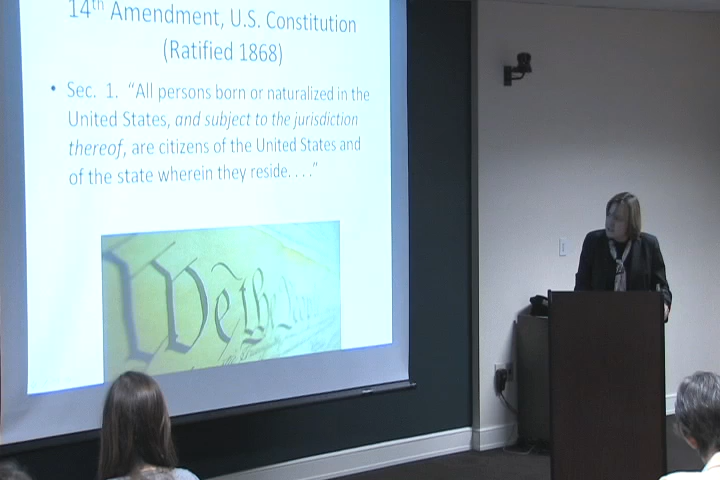 14th Amendment, U.S. Constitution
(Ratified 1868)
• Sec. 1. “All persons born or naturalized in the
United States, and subject to the jurisdiction
thereof, are citizens of the United States and
of the state wherein they reside. . . .”
We the